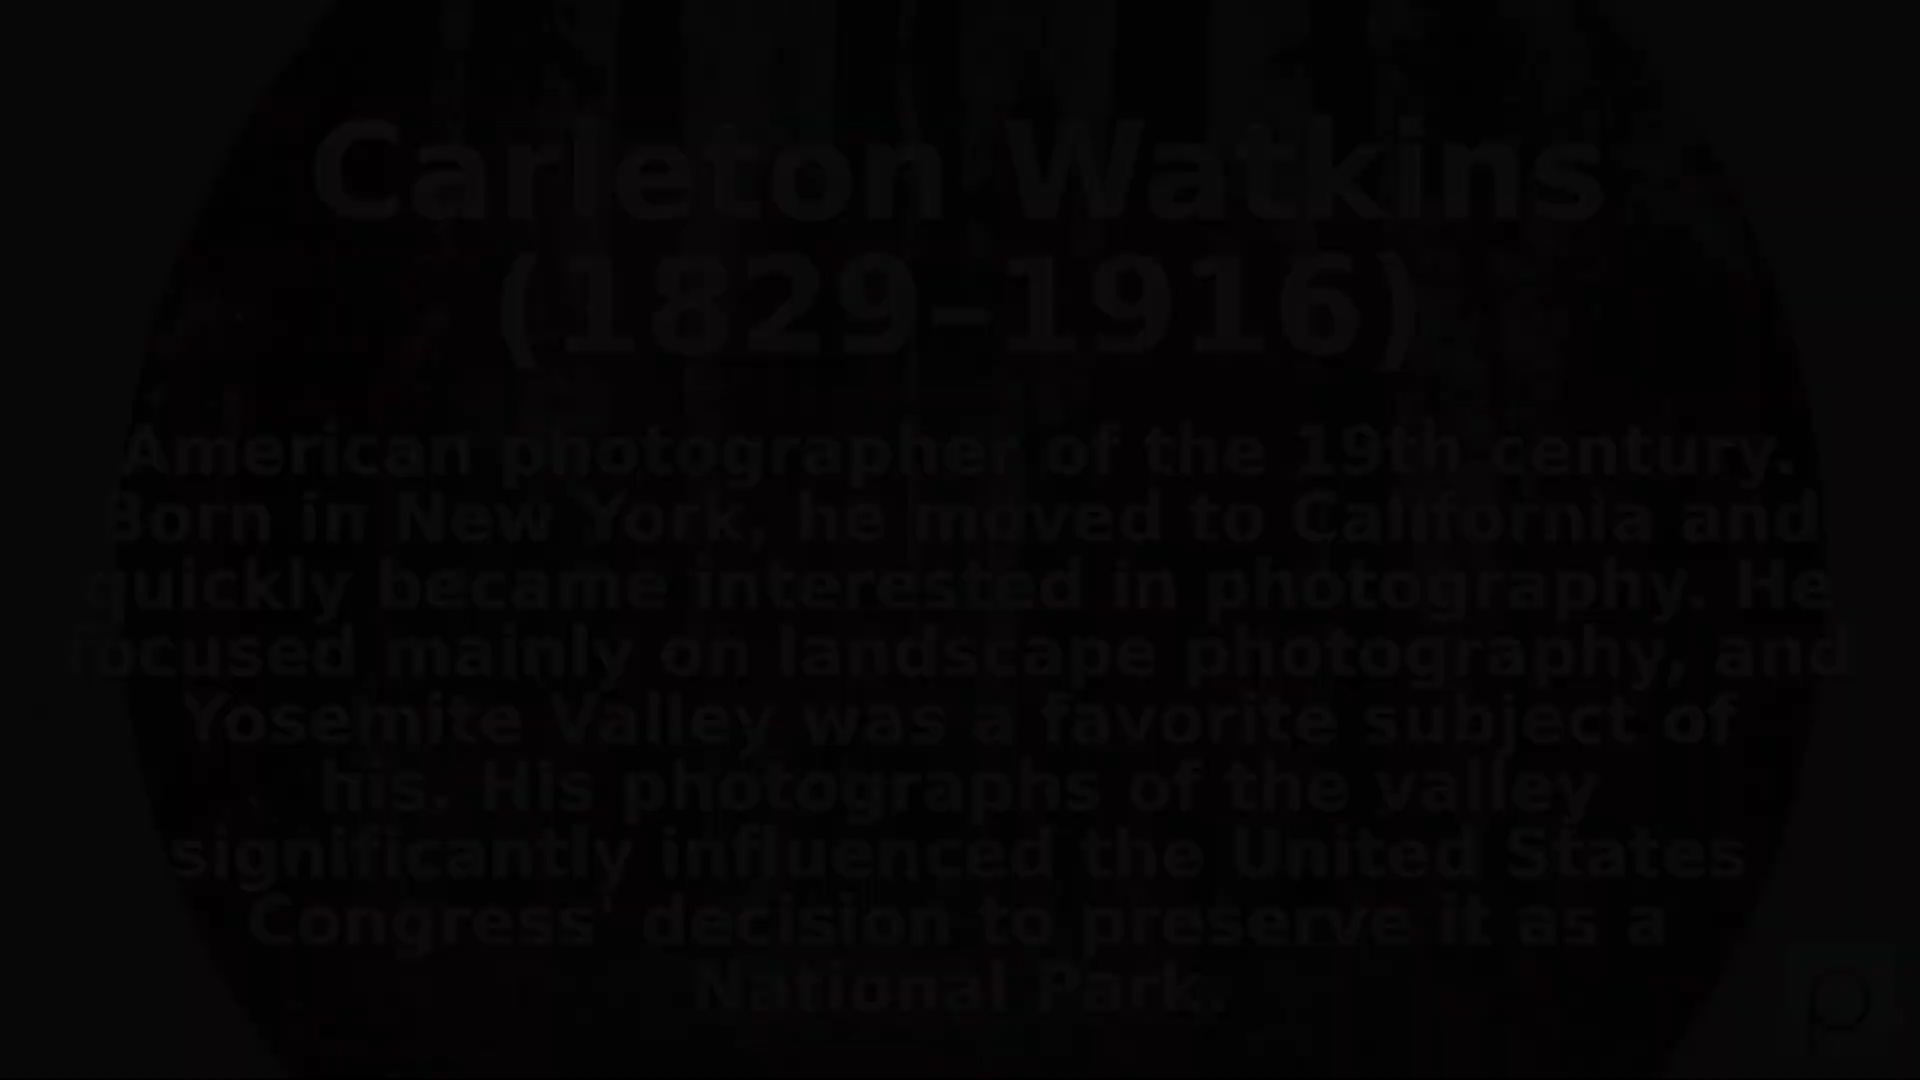 Carleton Watkins
(1829–1916)
American photographer of the 19th century.
Born in New York, he moved to California and
quickly became interested in photography. He
focused mainly on landscape photography, and
Yosemite Valley was a favorite subject of
his. His photographs of the valley
significantly influenced the United States
Congress' decision to preserve it as a
National Park.